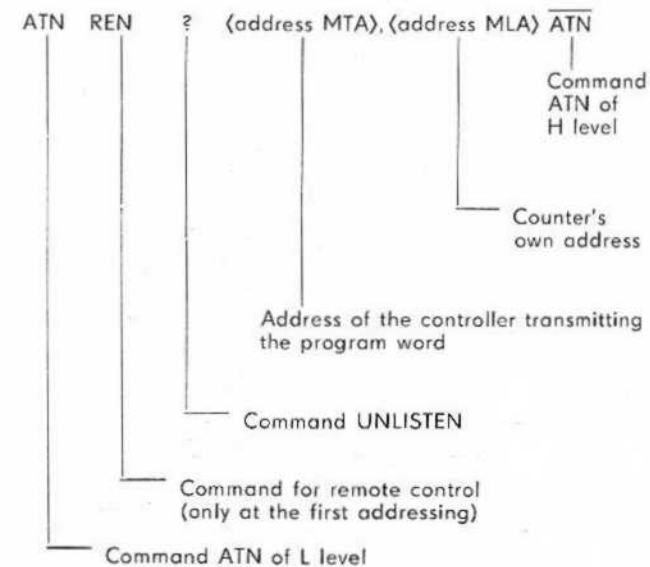 ATN REN ? ⟨address MTA⟩, ⟨address MLA⟩ A̅T̅N̅
Command
ATN of
H level
Counter's
own address
Address of the controller transmitting
the program word
Command UNLISTEN
Command for remote control
(only at the first addressing)
Command ATN of L level